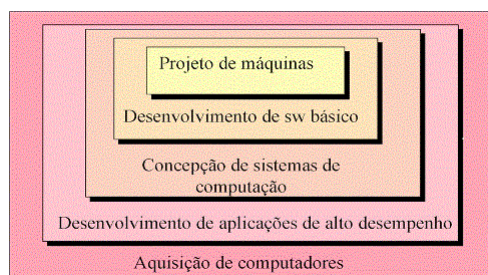 Projeto de máquinas
Desenvolvimento de sw básico
Concepção de sistemas de
computação
Desenvolvimento de aplicações de alto desempenho
Aquisição de computadores